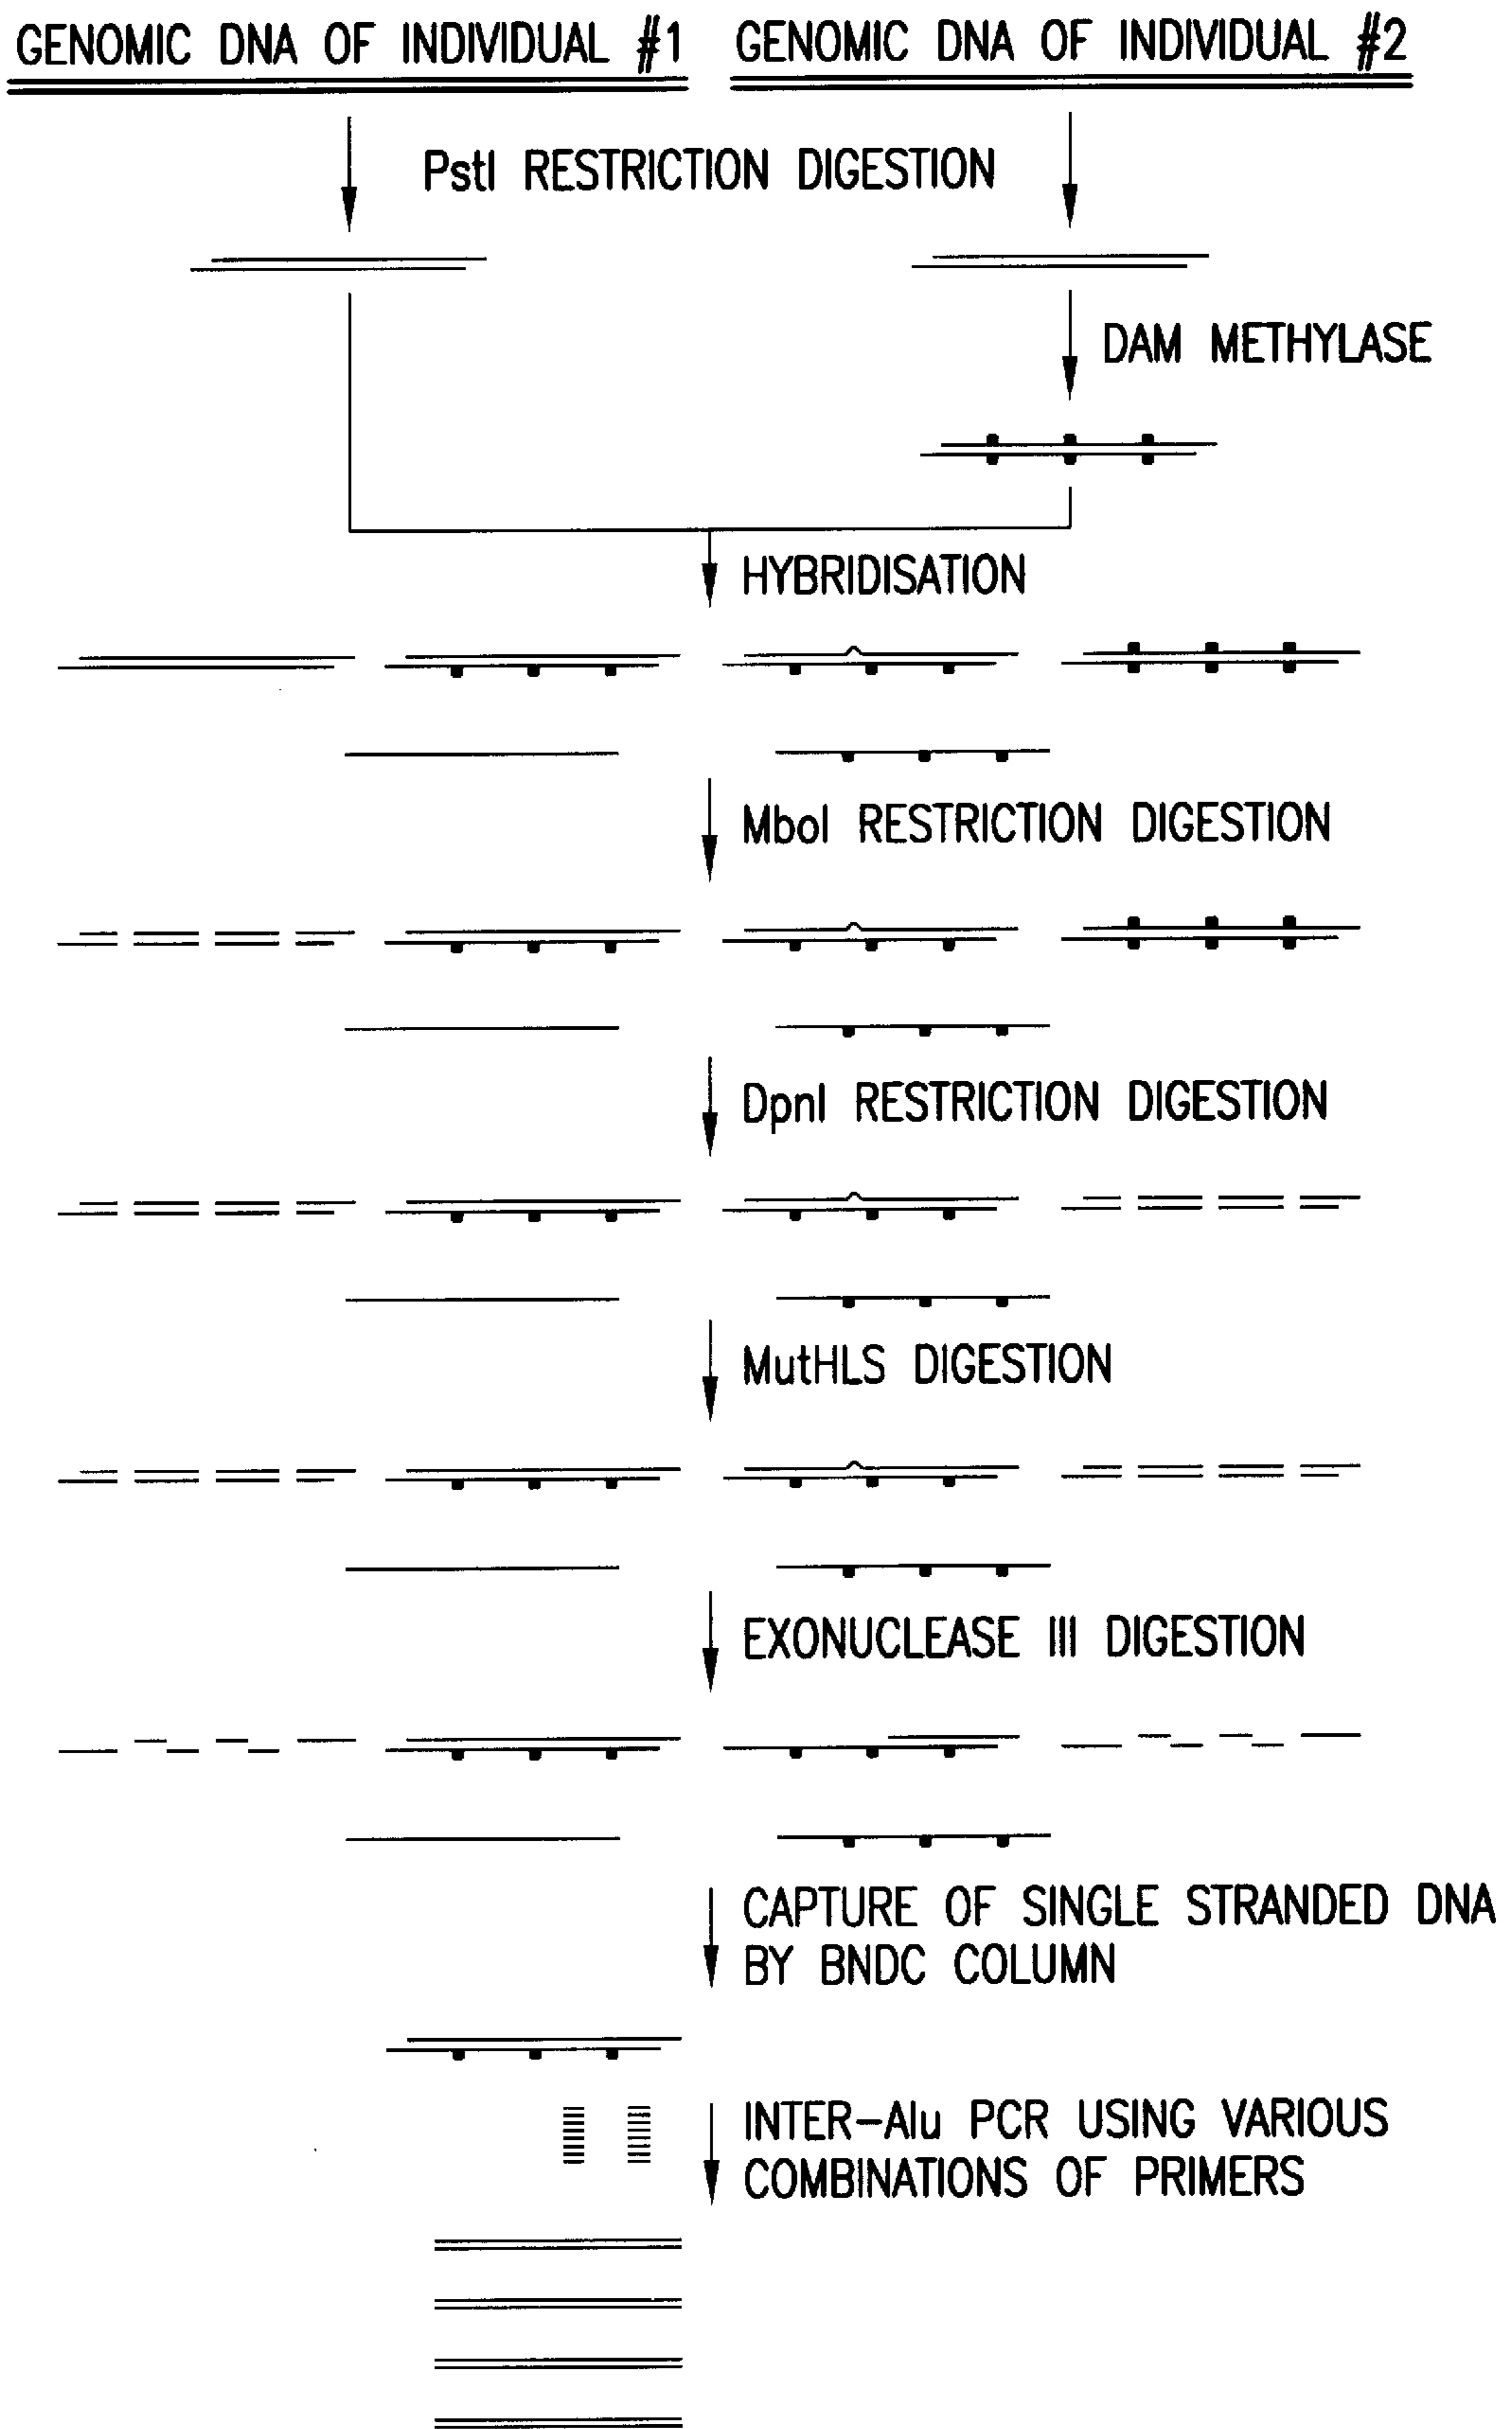 GENOMIC DNA OF INDIVIDUAL #1
GENOMIC DNA OF INDIVIDUAL #2
PstI RESTRICTION DIGESTION
DAM METHYLASE
HYBRIDISATION
MboI RESTRICTION DIGESTION
DpnI RESTRICTION DIGESTION
MutHLS DIGESTION
EXONUCLEASE III DIGESTION
CAPTURE OF SINGLE STRANDED DNA
BY BNDC COLUMN
INTER-Alu PCR USING VARIOUS
COMBINATIONS OF PRIMERS